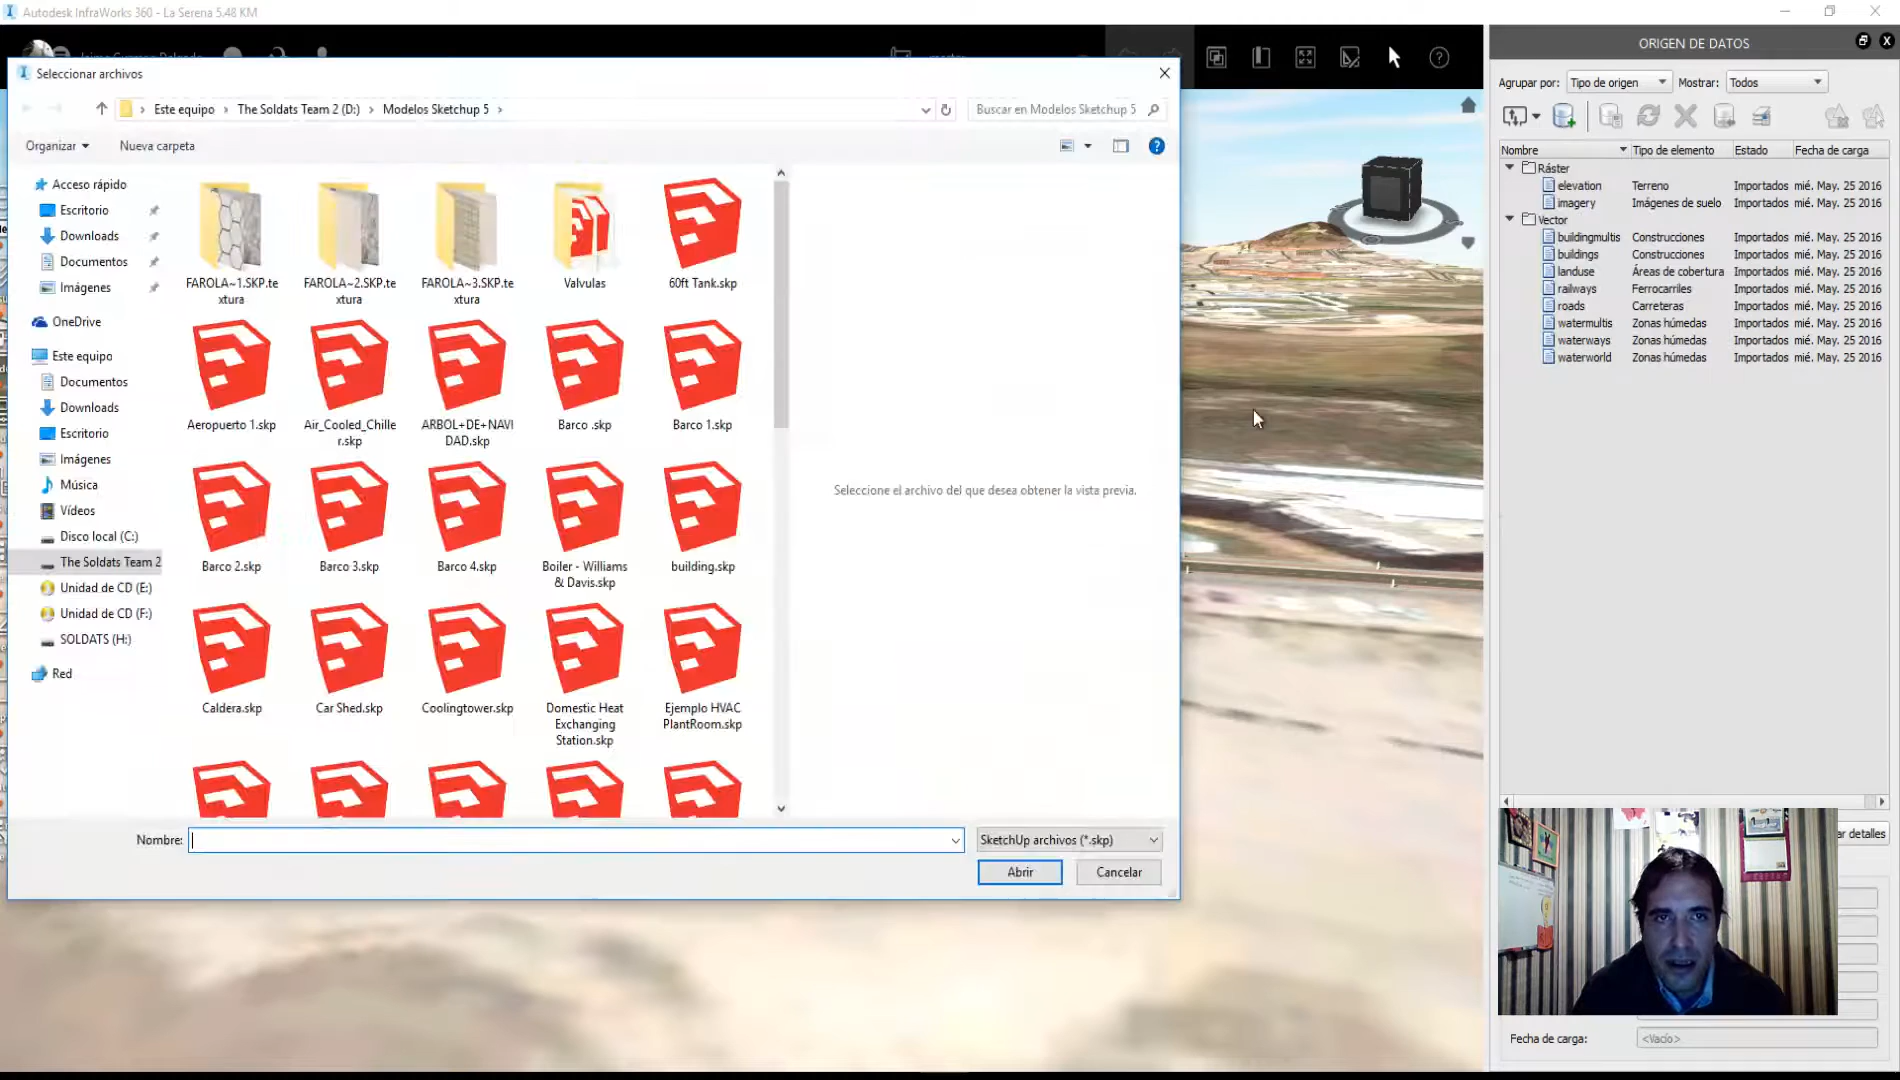 Autodesk InfraWorks 360 - La Serena 5.48 KM
Seleccionar archivos
Este equipo > The Soldats Team 2 (D:) > Modelos Sketchup 5 >
Buscar en Modelos Sketchup 5
Organizar
Nueva carpeta
Acceso rápido
Escritorio
Downloads
Documentos
Imágenes
OneDrive
Este equipo
Documentos
Downloads
Escritorio
Imágenes
Música
Vídeos
Disco local (C:)
The Soldats Team 2
Unidad de CD (E:)
Unidad de CD (F:)
SOLDATS (H:)
Red
FAROLA~1.SKP.te
xtura
FAROLA~2.SKP.te
xtura
FAROLA~3.SKP.te
xtura
Valvulas
60ft Tank.skp
Aeropuerto 1.skp
Air_Cooled_Chille
r.skp
ARBOL+DE+NAVI
DAD.skp
Barco .skp
Barco 1.skp
Barco 2.skp
Barco 3.skp
Barco 4.skp
Boiler - Williams
& Davis.skp
building.skp
Caldera.skp
Car Shed.skp
Coolingtower.skp
Domestic Heat
Exchanging
Station.skp
Ejemplo HVAC
PlantRoom.skp
Seleccione el archivo del que desea obtener la vista previa.
Nombre:
SketchUp archivos (*.skp)
Abrir
Cancelar
ORIGEN DE DATOS
Agrupar por: Tipo de origen Mostrar: Todos
Nombre Tipo de elemento Estado Fecha de carga
Ráster
elevation Terreno Importados mié. May. 25 2016
imagery Imágenes de suelo Importados mié. May. 25 2016
Vector
buildingmultis Construcciones Importados mié. May. 25 2016
buildings Construcciones Importados mié. May. 25 2016
landuse Áreas de cobertura Importados mié. May. 25 2016
railways Ferrocarriles Importados mié. May. 25 2016
roads Carreteras Importados mié. May. 25 2016
watermultis Zonas húmedas Importados mié. May. 25 2016
waterways Zonas húmedas Importados mié. May. 25 2016
waterworld Zonas húmedas Importados mié. May. 25 2016
ar detalles
Fecha de carga: <Vacío>